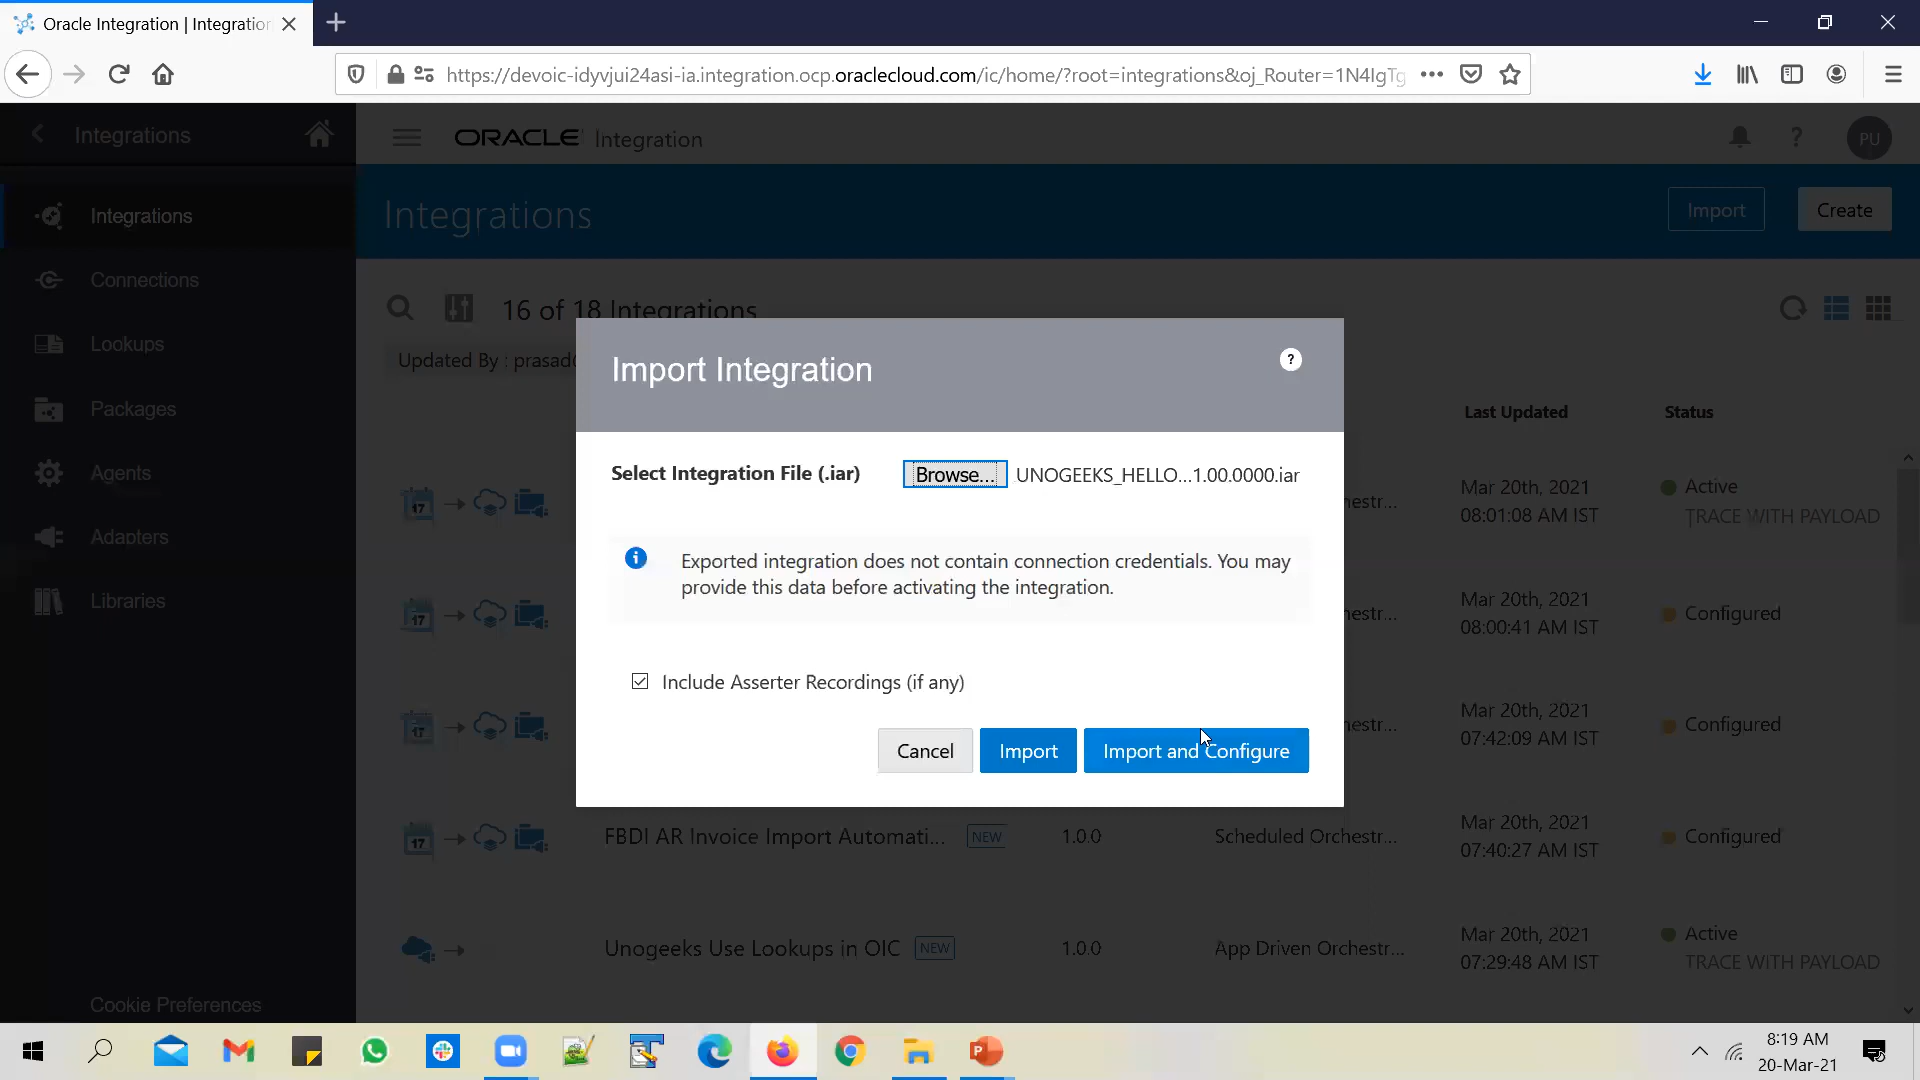 Oracle Integration | Integration
https://devoic-idyvjui24asi-ia.integration.ocp.oraclecloud.com/ic/home/?root=integrations&oj_Router=1N4IgTg
Integrations
ORACLE Integration
PU
Integrations
Integrations
Import
Create
Connections
Lookups
Packages
Agents
Adapters
Libraries
Cookie Preferences
16 of 18 Integrations
Updated By : prasad
Last Updated
Status
Import Integration
?
Select Integration File (.iar)
Browse...
UNOGEEKS_HELLO...1.00.0000.iar
Exported integration does not contain connection credentials. You may
provide this data before activating the integration.
Include Asserter Recordings (if any)
Cancel
Import
Import and Configure
17
estr...
Mar 20th, 2021
08:01:08 AM IST
Active
TRACE WITH PAYLOAD
17
estr...
Mar 20th, 2021
08:00:41 AM IST
Configured
17
estr...
Mar 20th, 2021
07:42:09 AM IST
Configured
17
FBDI AR Invoice Import Automati...
NEW
1.0.0
Scheduled Orchestr...
Mar 20th, 2021
07:40:27 AM IST
Configured
Unogeeks Use Lookups in OIC
NEW
1.0.0
App Driven Orchestr...
Mar 20th, 2021
07:29:48 AM IST
Active
TRACE WITH PAYLOAD
8:19 AM
20-Mar-21